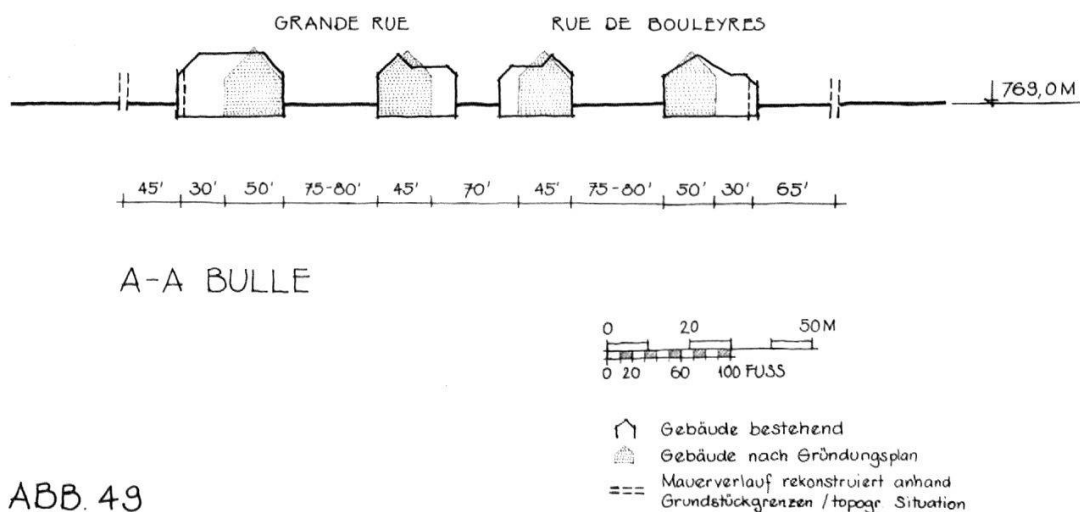 GRANDE RUE RUE DE BOULEYRES
769,0M
45' 30' 50' 75-80' 45' 70' 45' 75-80' 50' 30' 65'
A-A BULLE
0 20 50M
0 20 60 100 FUSS
Gebäude bestehend
Gebäude nach Gründungsplan
Mauerverlauf rekonstruiert anhand
Grundstückgrenzen / topogr. Situation
ABB. 49